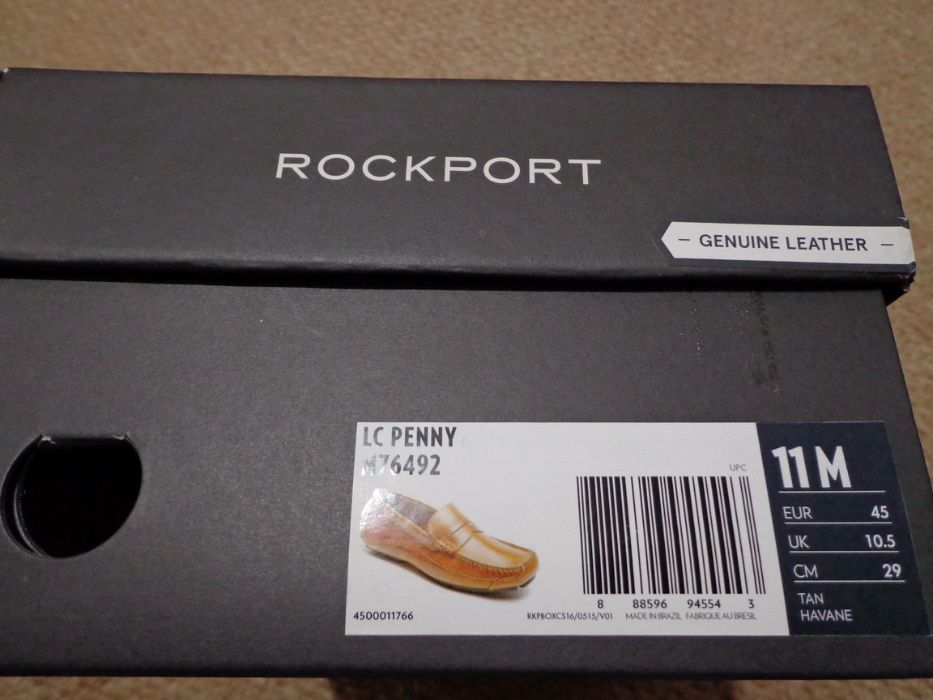 ROCKPORT
– GENUINE LEATHER –
LC PENNY
M76492
UPC
8 88596 94554 3
4500011766
RKPBOXCS16/0515/V01 MADE IN BRAZIL FABRIQUE AU BRESIL
11 M
EUR 45
UK 10.5
CM 29
TAN
HAVANE